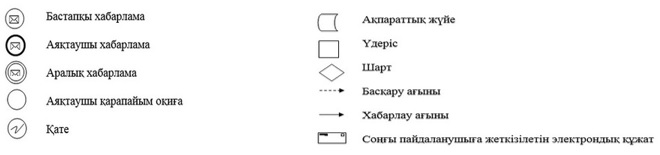 Бастапқы хабарлама
Аяқтаушы хабарлама
Аралық хабарлама
Аяқтаушы қарапайым оқиға
Қате
Ақпараттық жүйе
Үдеріс
Шарт
Басқару ағыны
Хабарлау ағыны
Соңғы пайдаланушыға жеткізілетін электрондық құжат